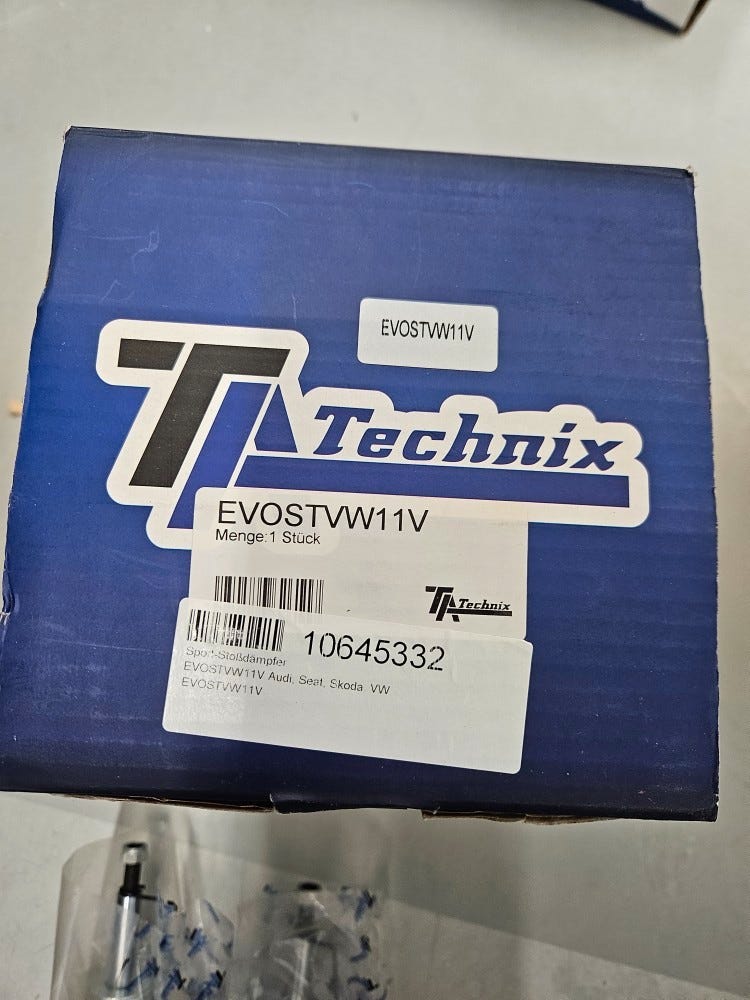 EVOSTVW11V
TA Technix
EVOSTVW11V
Menge:1 Stück
TA Technix
10645332
Sport-Stoßdämpfer
EVOSTVW11V Audi, Seat, Skoda VW
EVOSTVW11V